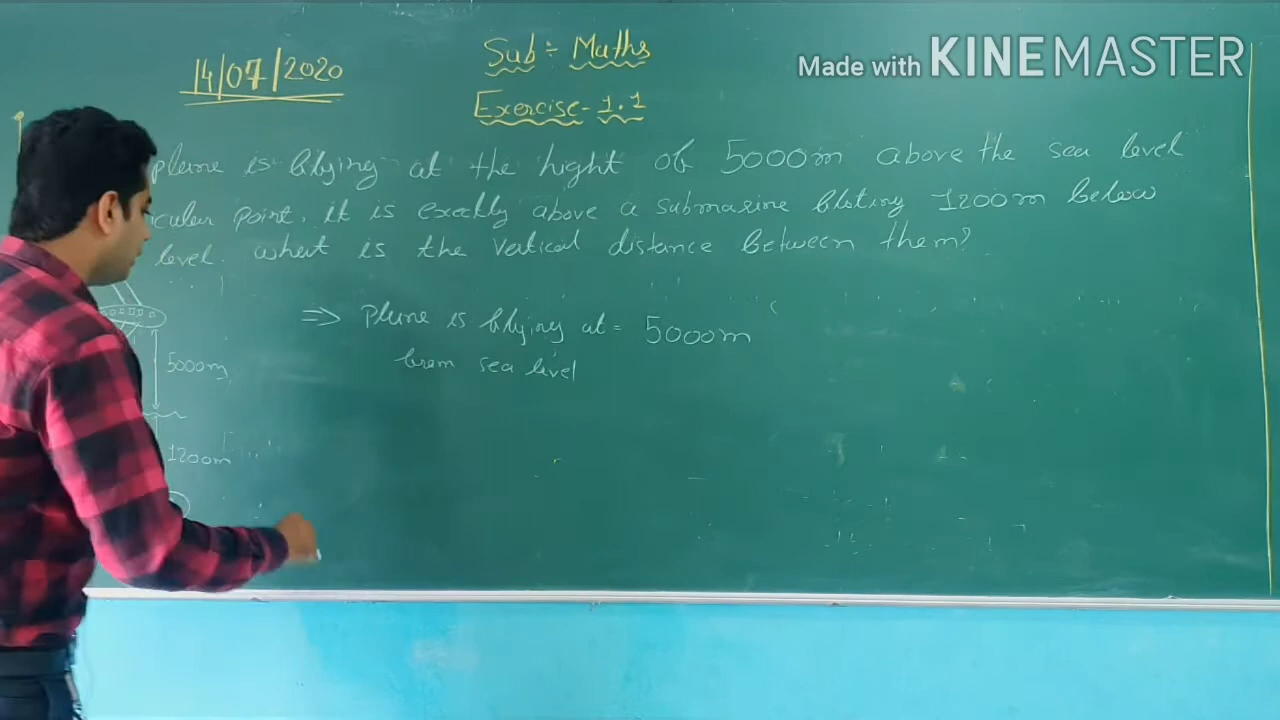 14/07/2020
Sub÷ Maths
Made with KINEMASTER
Exercise-1.1
plane is flying at the hight of 5000m above the sea level
cular point. it is exectly above a submarine floting 1200m below
level. what is the vertical distance between them?
⇒ plane is flying at = 5000m
from sea level
5000m
1200m